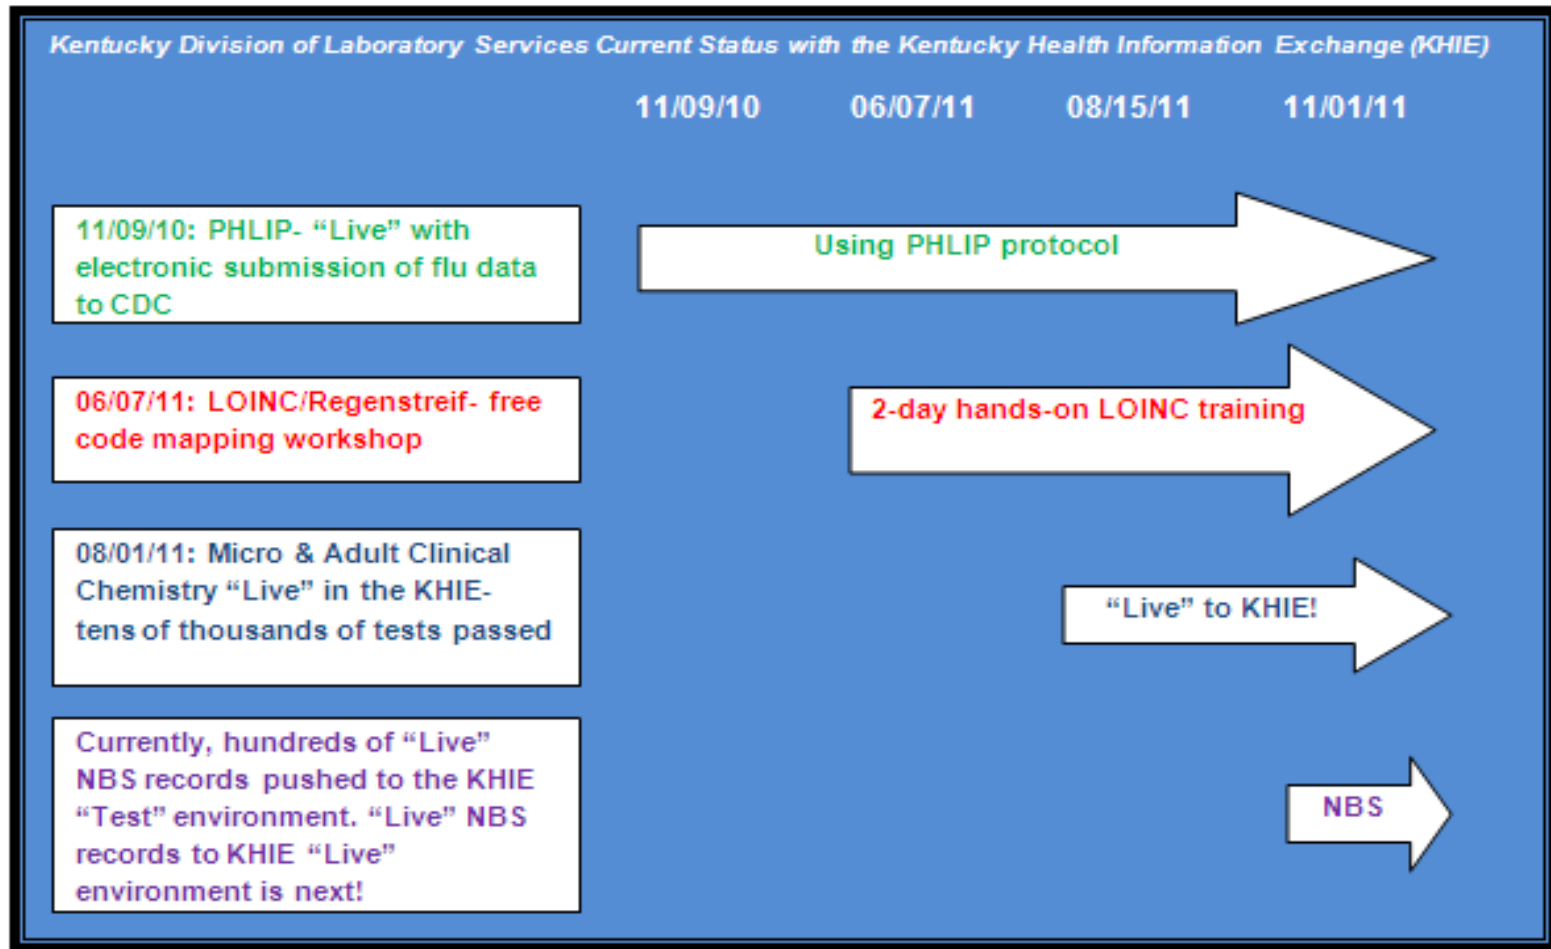 Kentucky Division of Laboratory Services Current Status with the Kentucky Health Information Exchange (KHIE)
11/09/10 06/07/11 08/15/11 11/01/11
11/09/10: PHLIP- “Live” with
electronic submission of flu data
to CDC
Using PHLIP protocol
06/07/11: LOINC/Regenstreif- free
code mapping workshop
2-day hands-on LOINC training
08/01/11: Micro & Adult Clinical
Chemistry “Live” in the KHIE-
tens of thousands of tests passed
“Live” to KHIE!
Currently, hundreds of “Live”
NBS records pushed to the KHIE
“Test” environment. “Live” NBS
records to KHIE “Live”
environment is next!
NBS